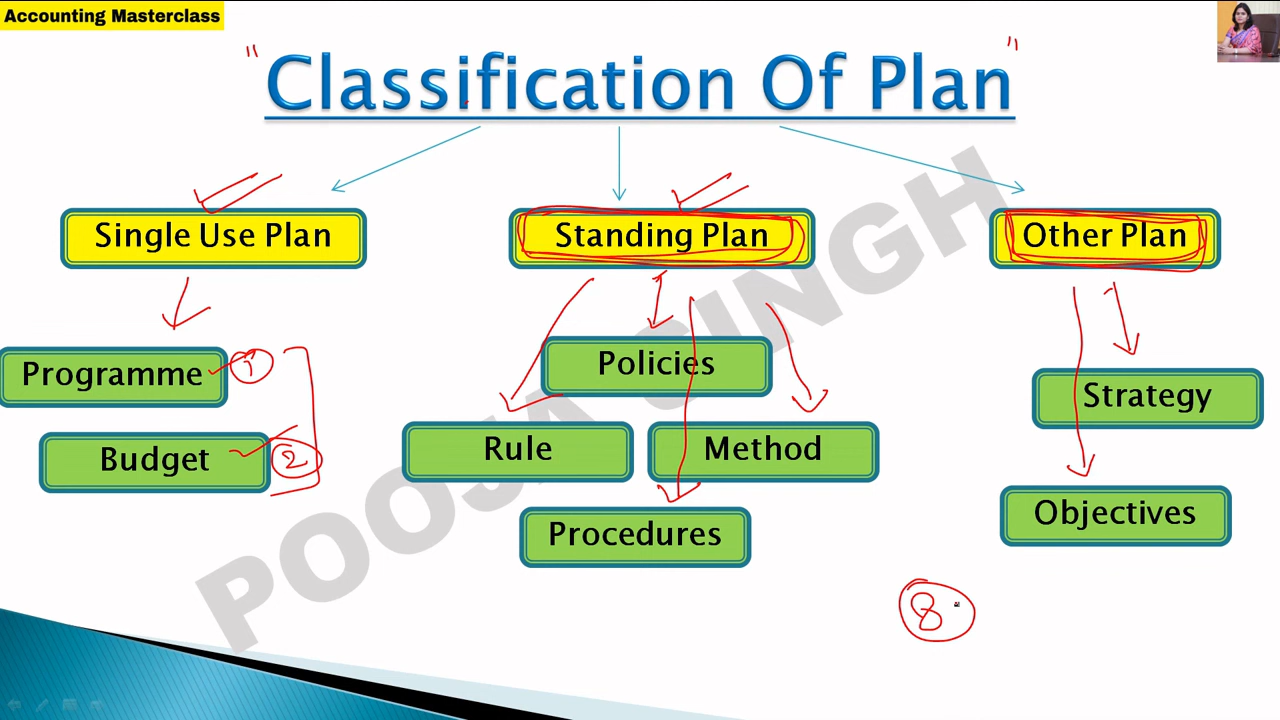 Accounting Masterclass
"Classification Of Plan"
Single Use Plan
Standing Plan
Other Plan
Programme
1
Budget
2
Policies
Rule
Method
Procedures
Strategy
Objectives
8
POOJA SINGH